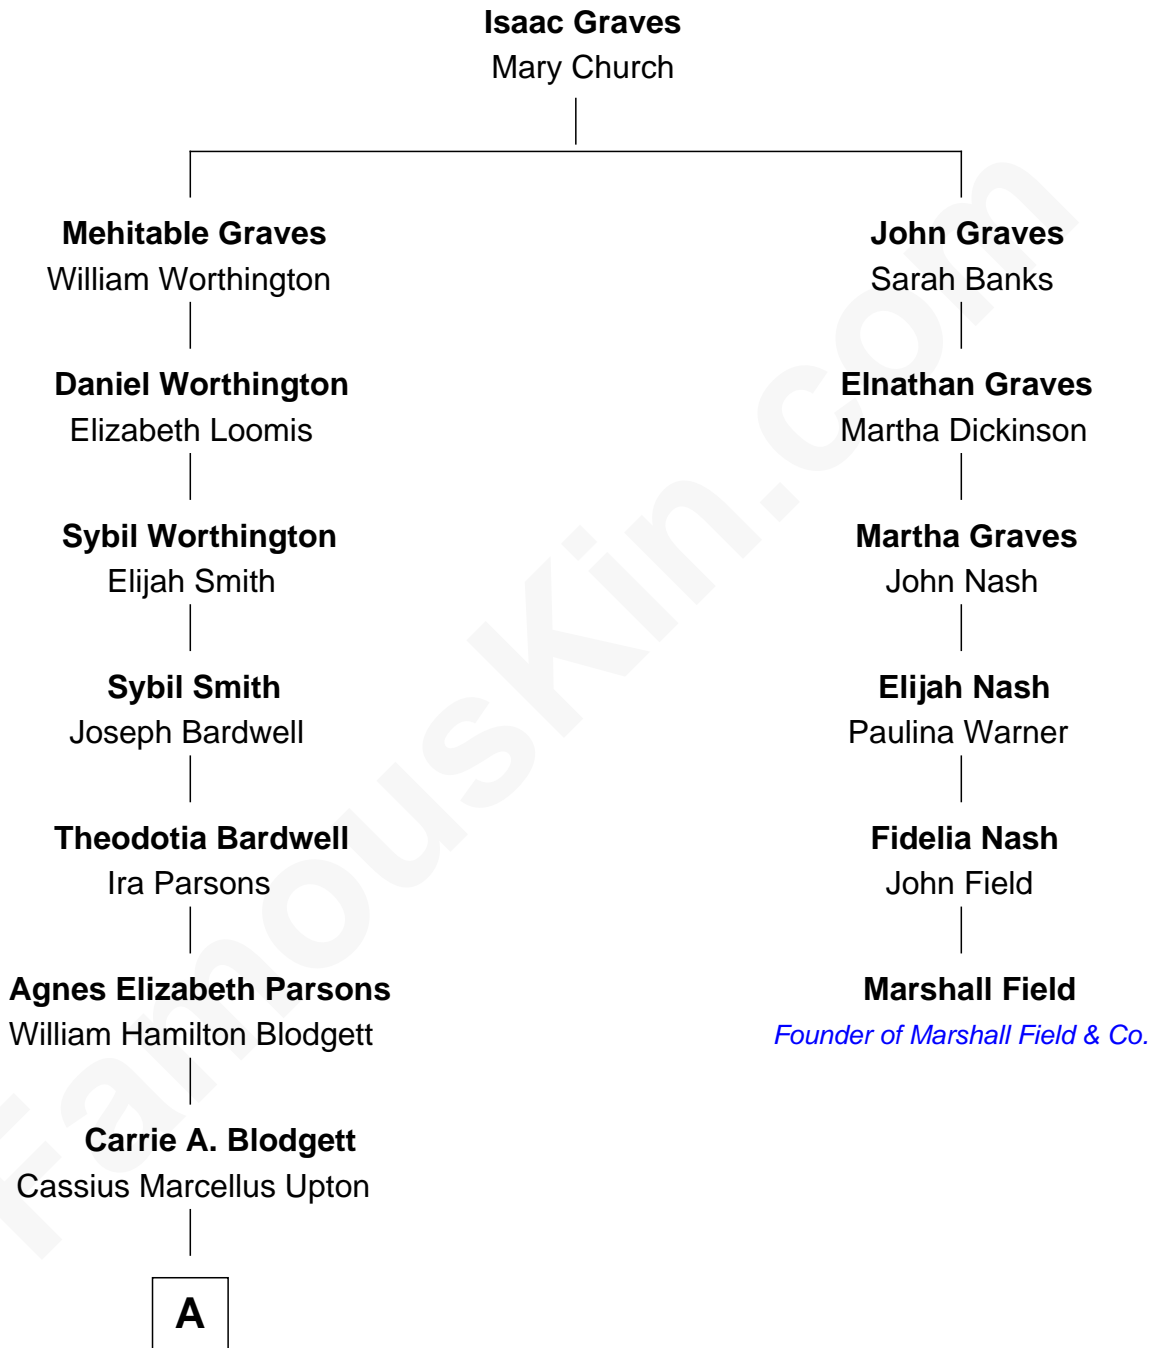 Isaac Graves
Mary Church
Mehitable Graves
William Worthington
John Graves
Sarah Banks
Daniel Worthington
Elizabeth Loomis
Elnathan Graves
Martha Dickinson
Sybil Worthington
Elijah Smith
Martha Graves
John Nash
Sybil Smith
Joseph Bardwell
Elijah Nash
Paulina Warner
Theodotia Bardwell
Ira Parsons
Fidelia Nash
John Field
Agnes Elizabeth Parsons
William Hamilton Blodgett
Marshall Field
Founder of Marshall Field & Co.
Carrie A. Blodgett
Cassius Marcellus Upton
A
FamousKin.com